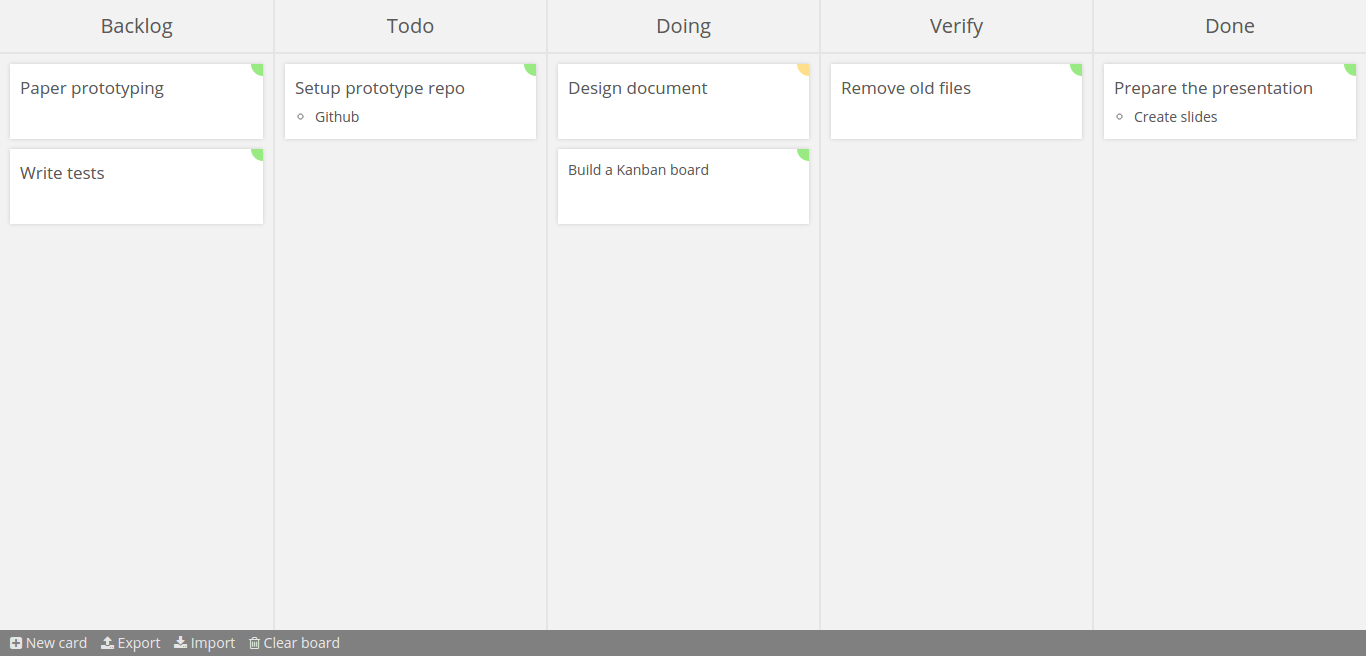 Backlog
Todo
Doing
Verify
Done
Paper prototyping
Write tests
Setup prototype repo
Github
Design document
Build a Kanban board
Remove old files
Prepare the presentation
Create slides
New card Export Import Clear board